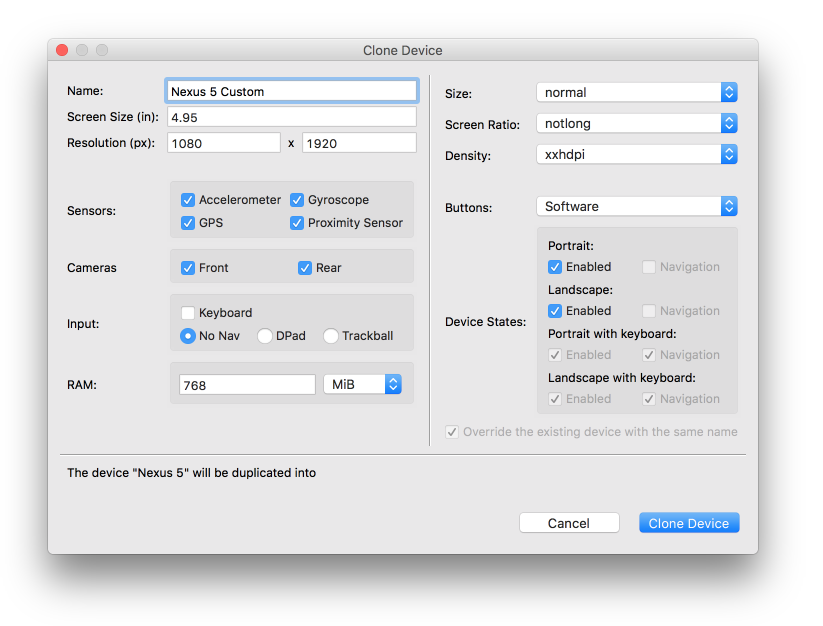 Clone Device
Name: Nexus 5 Custom
Screen Size (in): 4.95
Resolution (px): 1080 x 1920
Sensors:
Accelerometer Gyroscope
GPS Proximity Sensor
Cameras Front Rear
Input:
Keyboard
No Nav DPad Trackball
RAM: 768 MiB
Size: normal
Screen Ratio: notlong
Density: xxhdpi
Buttons: Software
Device States:
Portrait:
Enabled Navigation
Landscape:
Enabled Navigation
Portrait with keyboard:
Enabled Navigation
Landscape with keyboard:
Enabled Navigation
Override the existing device with the same name
The device "Nexus 5" will be duplicated into
Cancel Clone Device